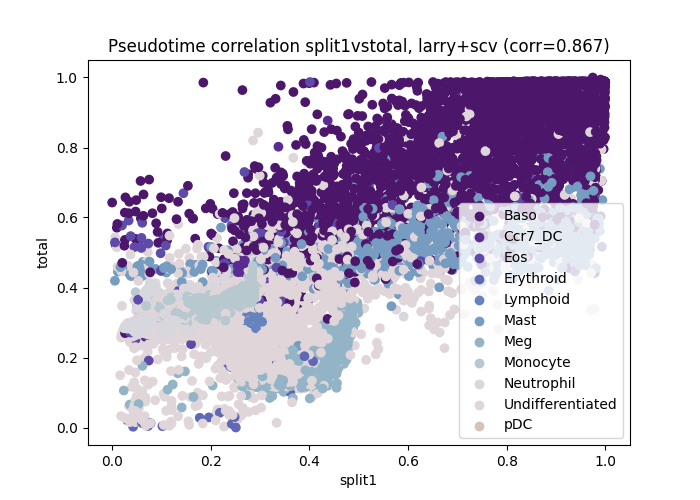 Pseudotime correlation split1vstotal, larry+scv (corr=0.867)
1.0
0.8
0.6
0.4
0.2
0.0
total
Baso
Ccr7_DC
Eos
Erythroid
Lymphoid
Mast
Meg
Monocyte
Neutrophil
Undifferentiated
pDC
0.0 0.2 0.4 0.6 0.8 1.0
split1